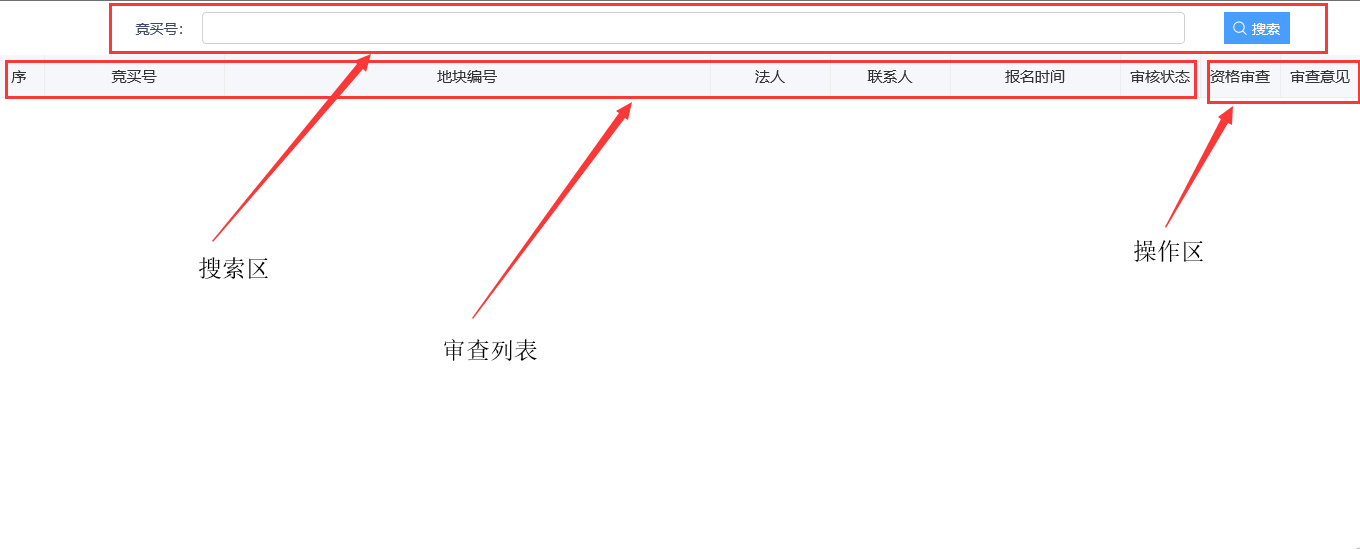 竞买号：
搜索
序 竞买号 地块编号 法人 联系人 报名时间 审核状态 资格审查 审查意见
搜索区
操作区
审查列表